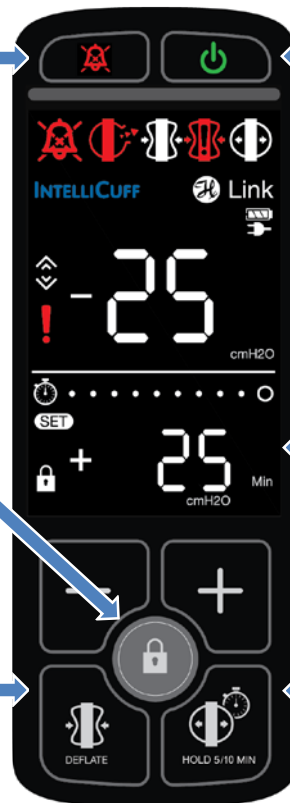 INTELLICUFF Link
-25
cmH2O
SET
+ 25 Min
cmH2O
- +
DEFLATE
HOLD 5/10 MIN